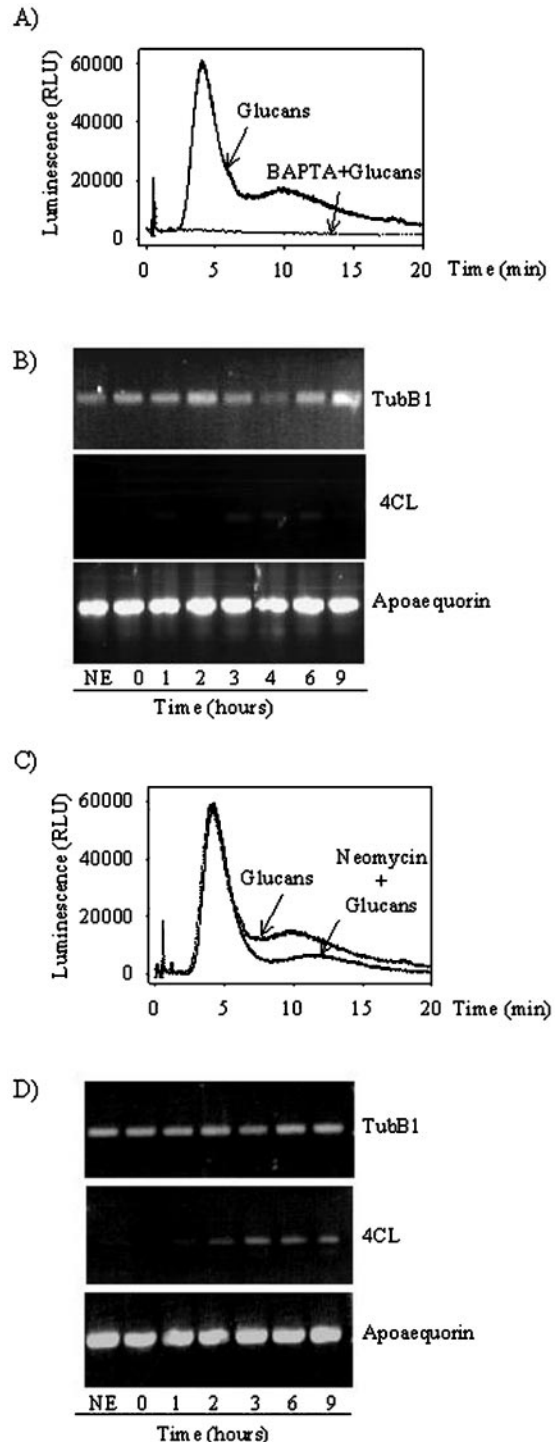 A)
Luminescence (RLU)
60000
40000
20000
0
Glucans
BAPTA+Glucans
0 5 10 15 20 Time (min)
B)
TubB1
4CL
Apoaequorin
NE 0 1 2 3 4 6 9
Time (hours)
C)
Luminescence (RLU)
60000
40000
20000
0
Neomycin
+
Glucans
Glucans
0 5 10 15 20 Time (min)
D)
TubB1
4CL
Apoaequorin
NE 0 1 2 3 6 9
Time (hours)